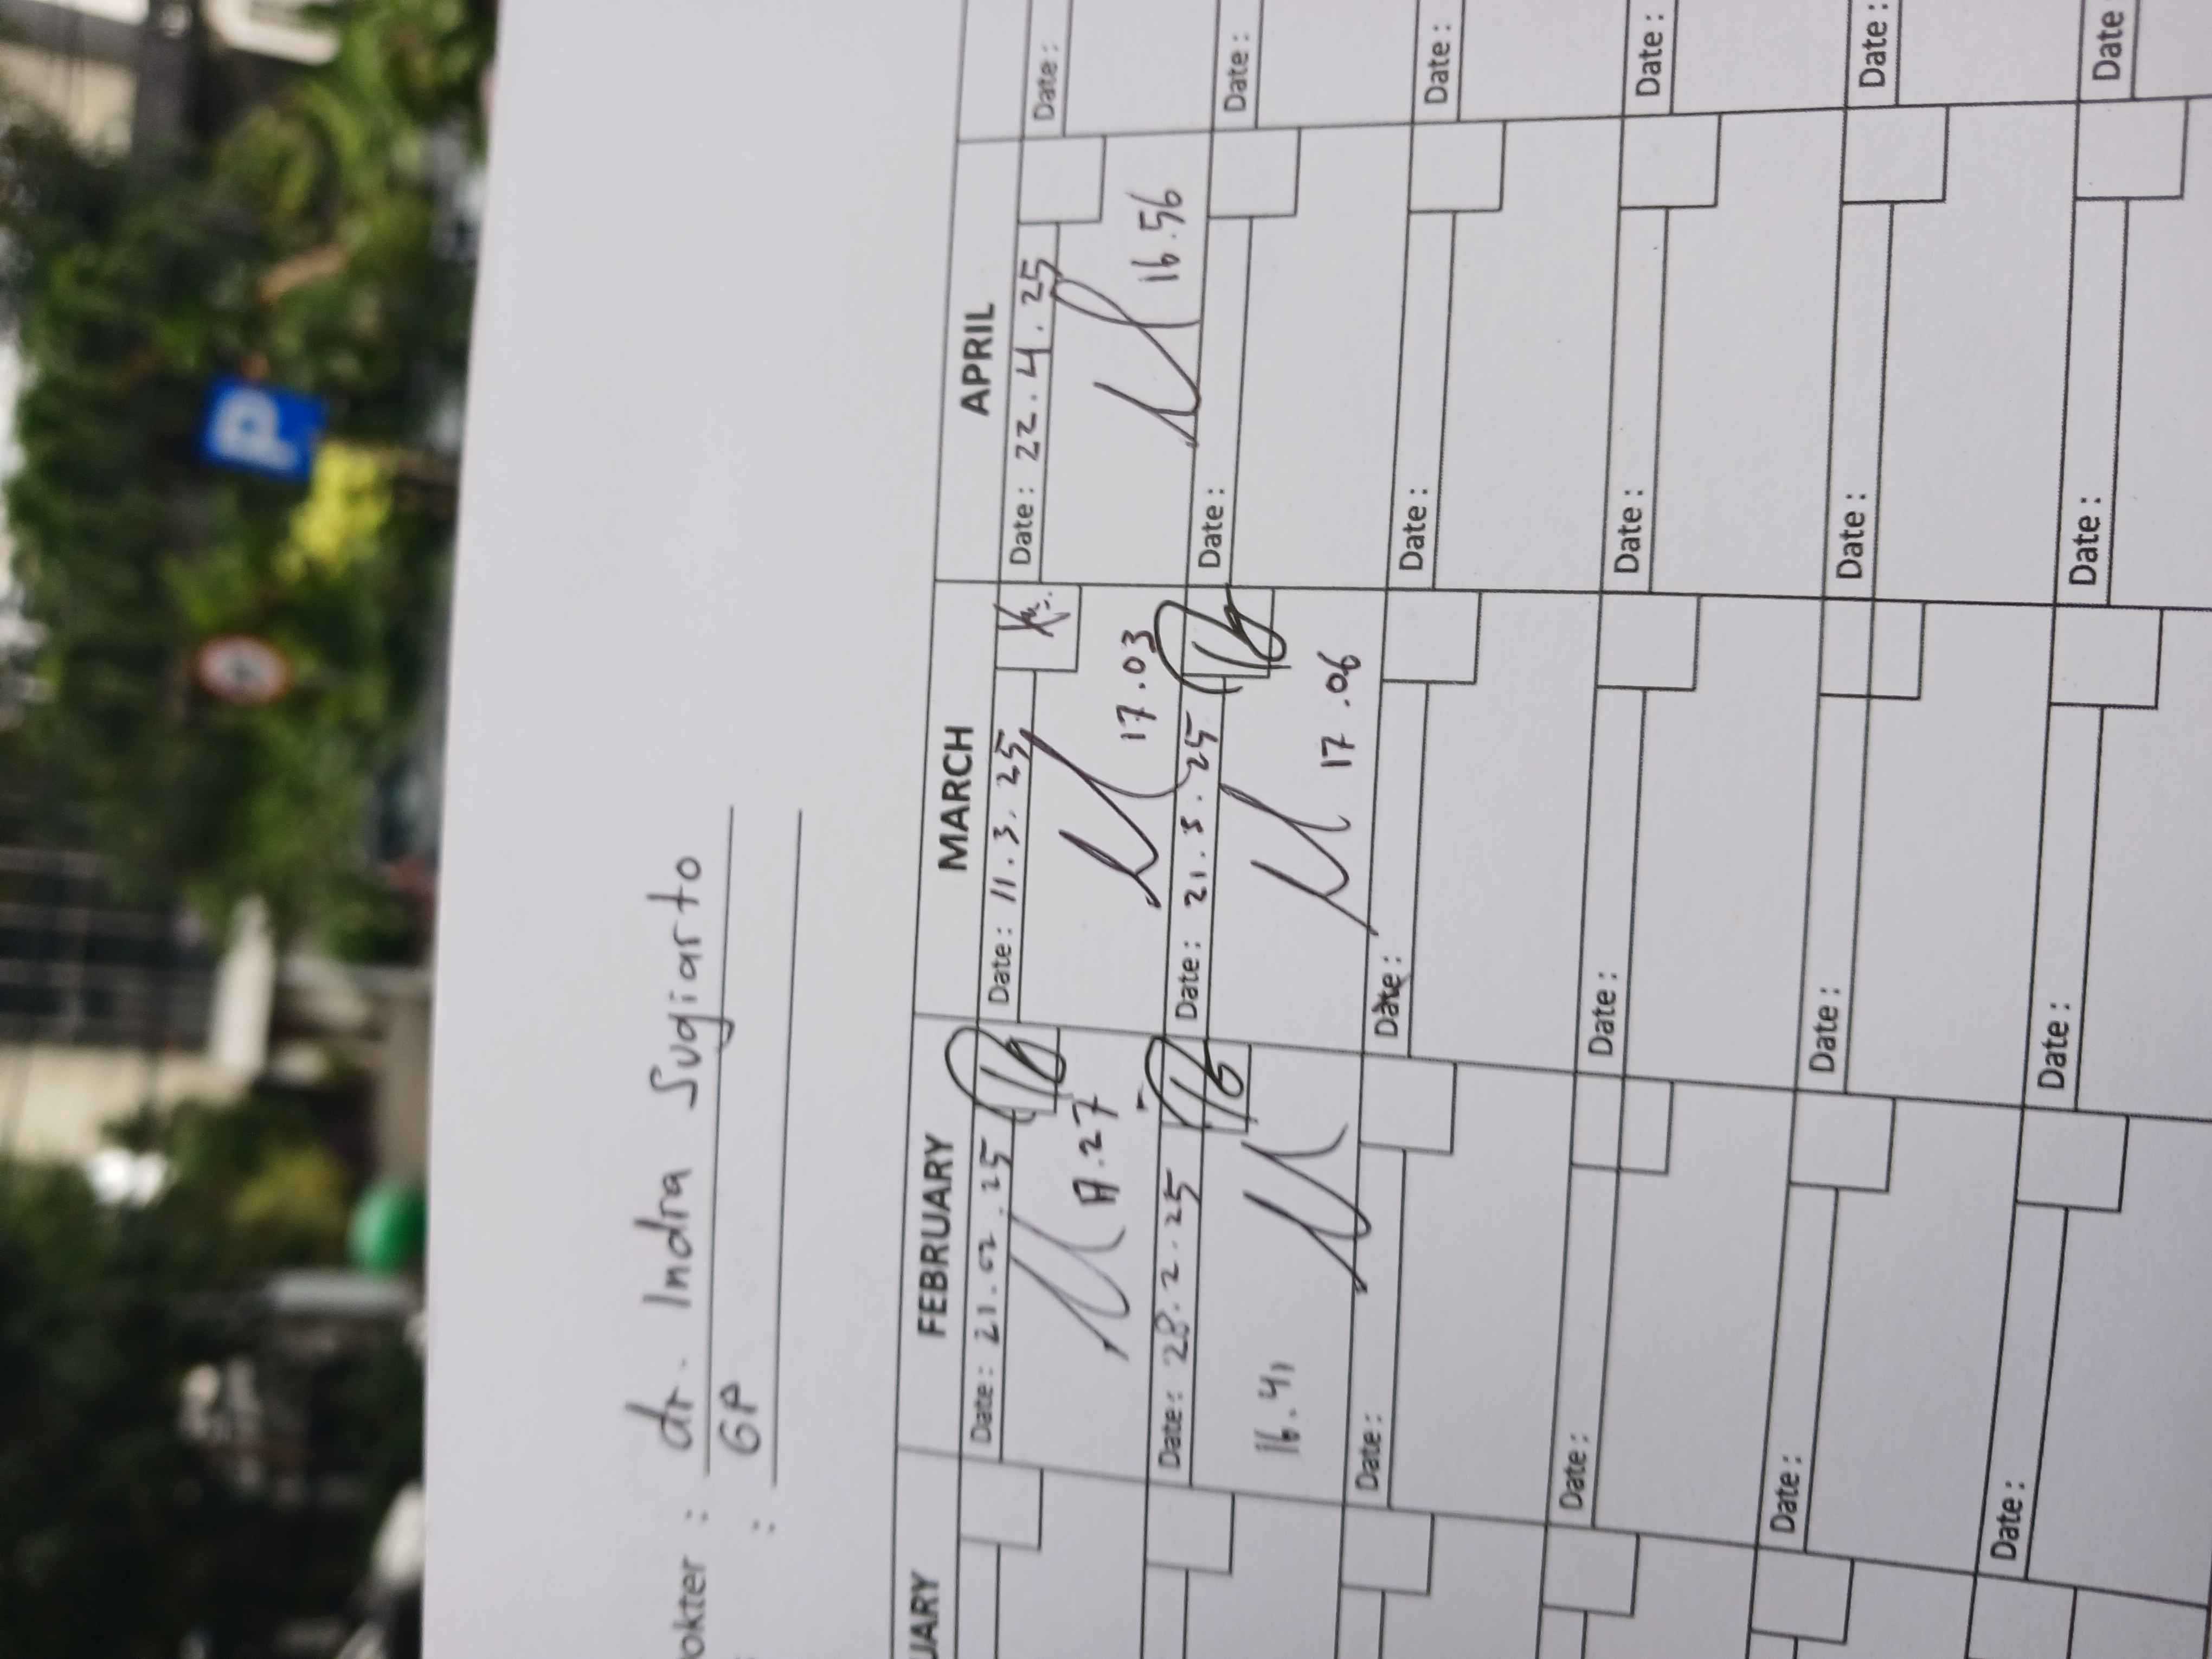 okter : dr. Indra Sugiarto
: GP
UARY FEBRUARY MARCH APRIL
Date : 21.02.25 Date : 11.3.25 Date : 22.4.25 Date :
17.03 16.56
Date : 28.2.25 Date : 21.3.25 Date : Date :
16.41 17.06
Date : Date : Date : Date :
Date : Date : Date : Date :
Date : Date : Date : Date :
Date : Date : Date : Date
P